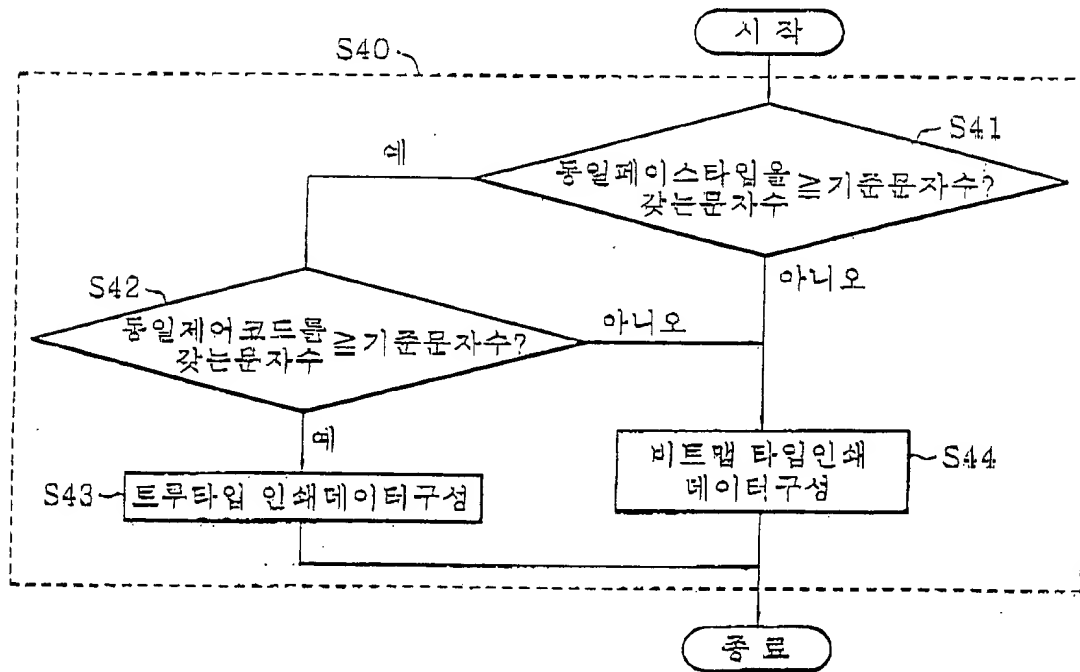 시작
S40
S41
예
동일페이스타입을
갖는문자수
≧기준문자수?
아니오
S42
동일제어코드를
갖는문자수
≧기준문자수?
아니오
예
S43
트루타입 인쇄데이터구성
비트맵 타입인쇄
데이터구성
S44
종료